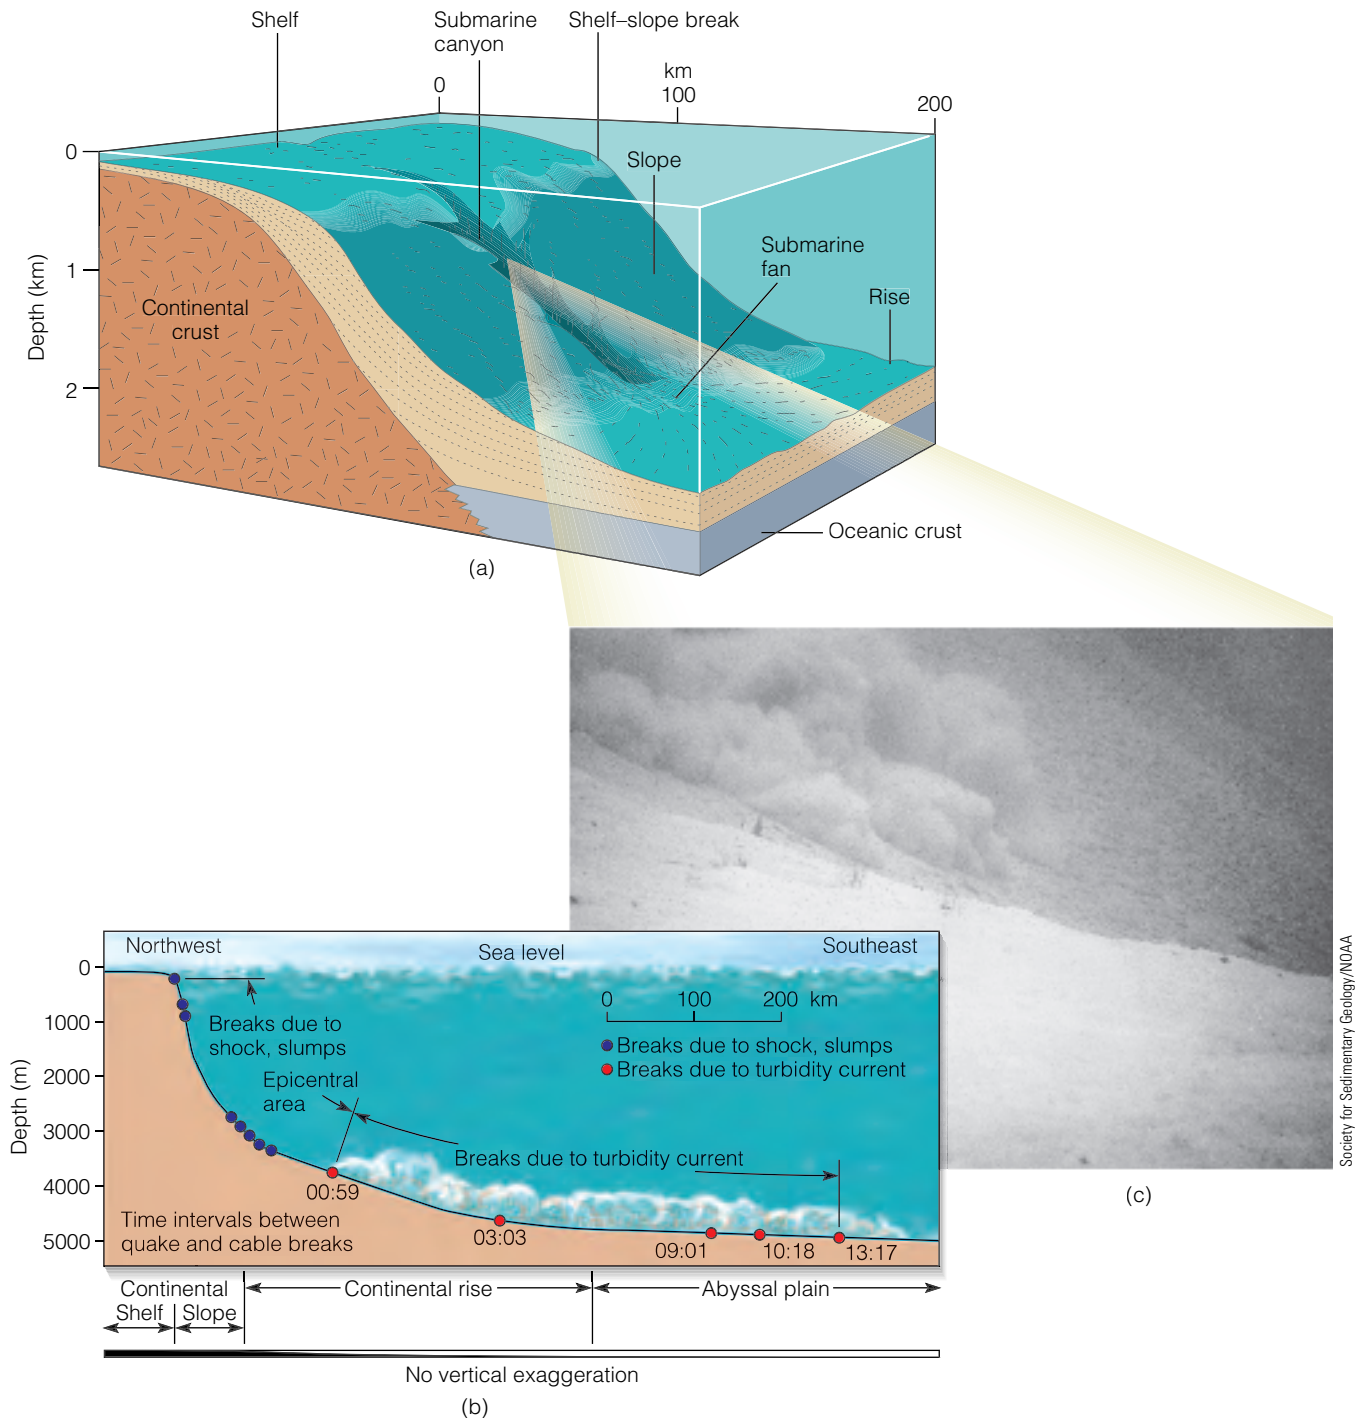 Shelf
Submarine
canyon
Shelf–slope break
km
0
100
200
0
1
2
Depth (km)
Slope
Submarine
fan
Rise
Continental
crust
Oceanic crust
(a)
Society for Sedimentary Geology/NOAA
(c)
Northwest
Sea level
Southeast
0
1000
2000
3000
4000
5000
Depth (m)
0 100 200 km
Breaks due to
shock, slumps
Breaks due to shock, slumps
Breaks due to turbidity current
Epicentral
area
Breaks due to turbidity current
00:59
03:03
09:01
10:18
13:17
Time intervals between
quake and cable breaks
Continental
Shelf
Slope
Continental rise
Abyssal plain
No vertical exaggeration
(b)